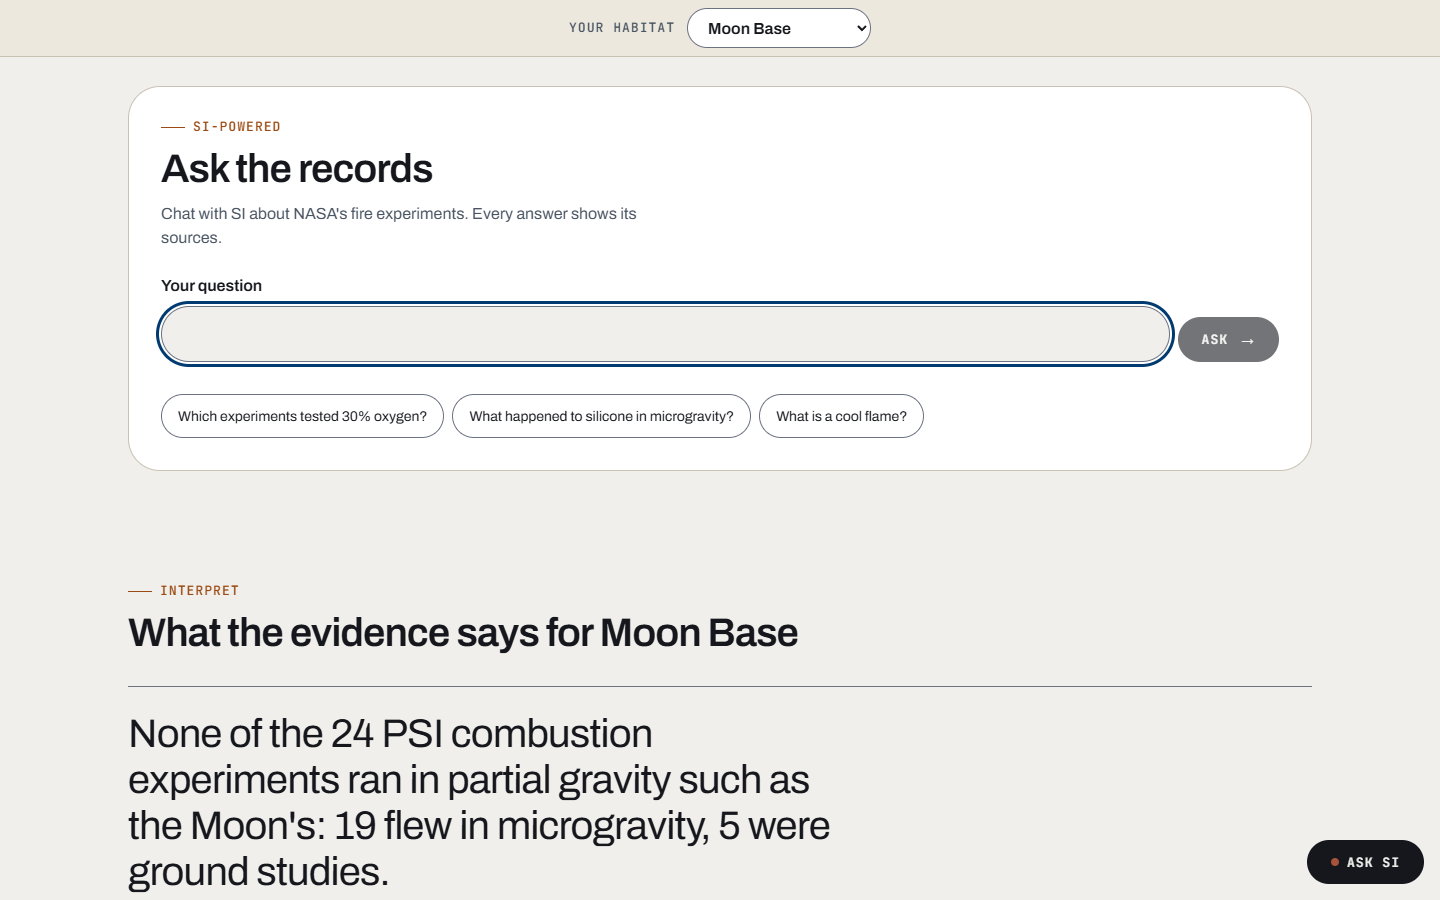 YOUR HABITAT
Moon Base
SI-POWERED
Ask the records
Chat with SI about NASA's fire experiments. Every answer shows its
sources.
Your question
ASK →
Which experiments tested 30% oxygen?
What happened to silicone in microgravity?
What is a cool flame?
INTERPRET
What the evidence says for Moon Base
None of the 24 PSI combustion
experiments ran in partial gravity such as
the Moon's: 19 flew in microgravity, 5 were
ground studies.
ASK SI